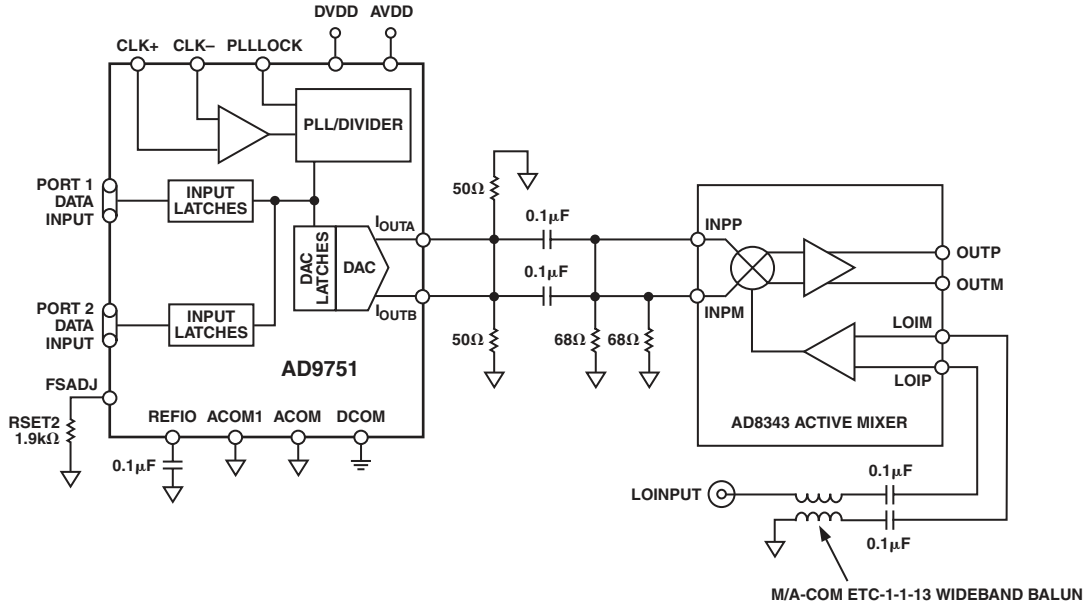 DVDD AVDD
CLK+ CLK– PLLLOCK
PLL/DIVIDER
PORT 1
DATA
INPUT
INPUT
LATCHES
50Ω
0.1μF
I_OUTA
INPP
DAC
LATCHES
DAC
OUTP
0.1μF
OUTM
PORT 2
DATA
INPUT
INPUT
LATCHES
I_OUTB
INPM
LOIM
50Ω
68Ω 68Ω
AD9751
LOIP
FSADJ
RSET2
1.9kΩ
REFIO ACOM1 ACOM DCOM
AD8343 ACTIVE MIXER
0.1μF
0.1μF
LOINPUT
0.1μF
M/A-COM ETC-1-1-13 WIDEBAND BALUN